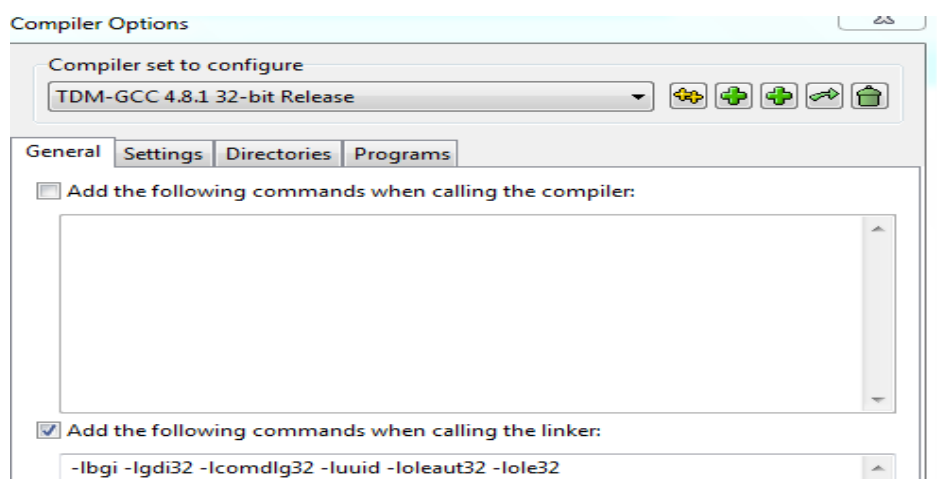 Compiler Options
Compiler set to configure
TDM-GCC 4.8.1 32-bit Release
General Settings Directories Programs
Add the following commands when calling the compiler:
Add the following commands when calling the linker:
-lbgi -lgdi32 -lcomdlg32 -luuid -loleaut32 -lole32